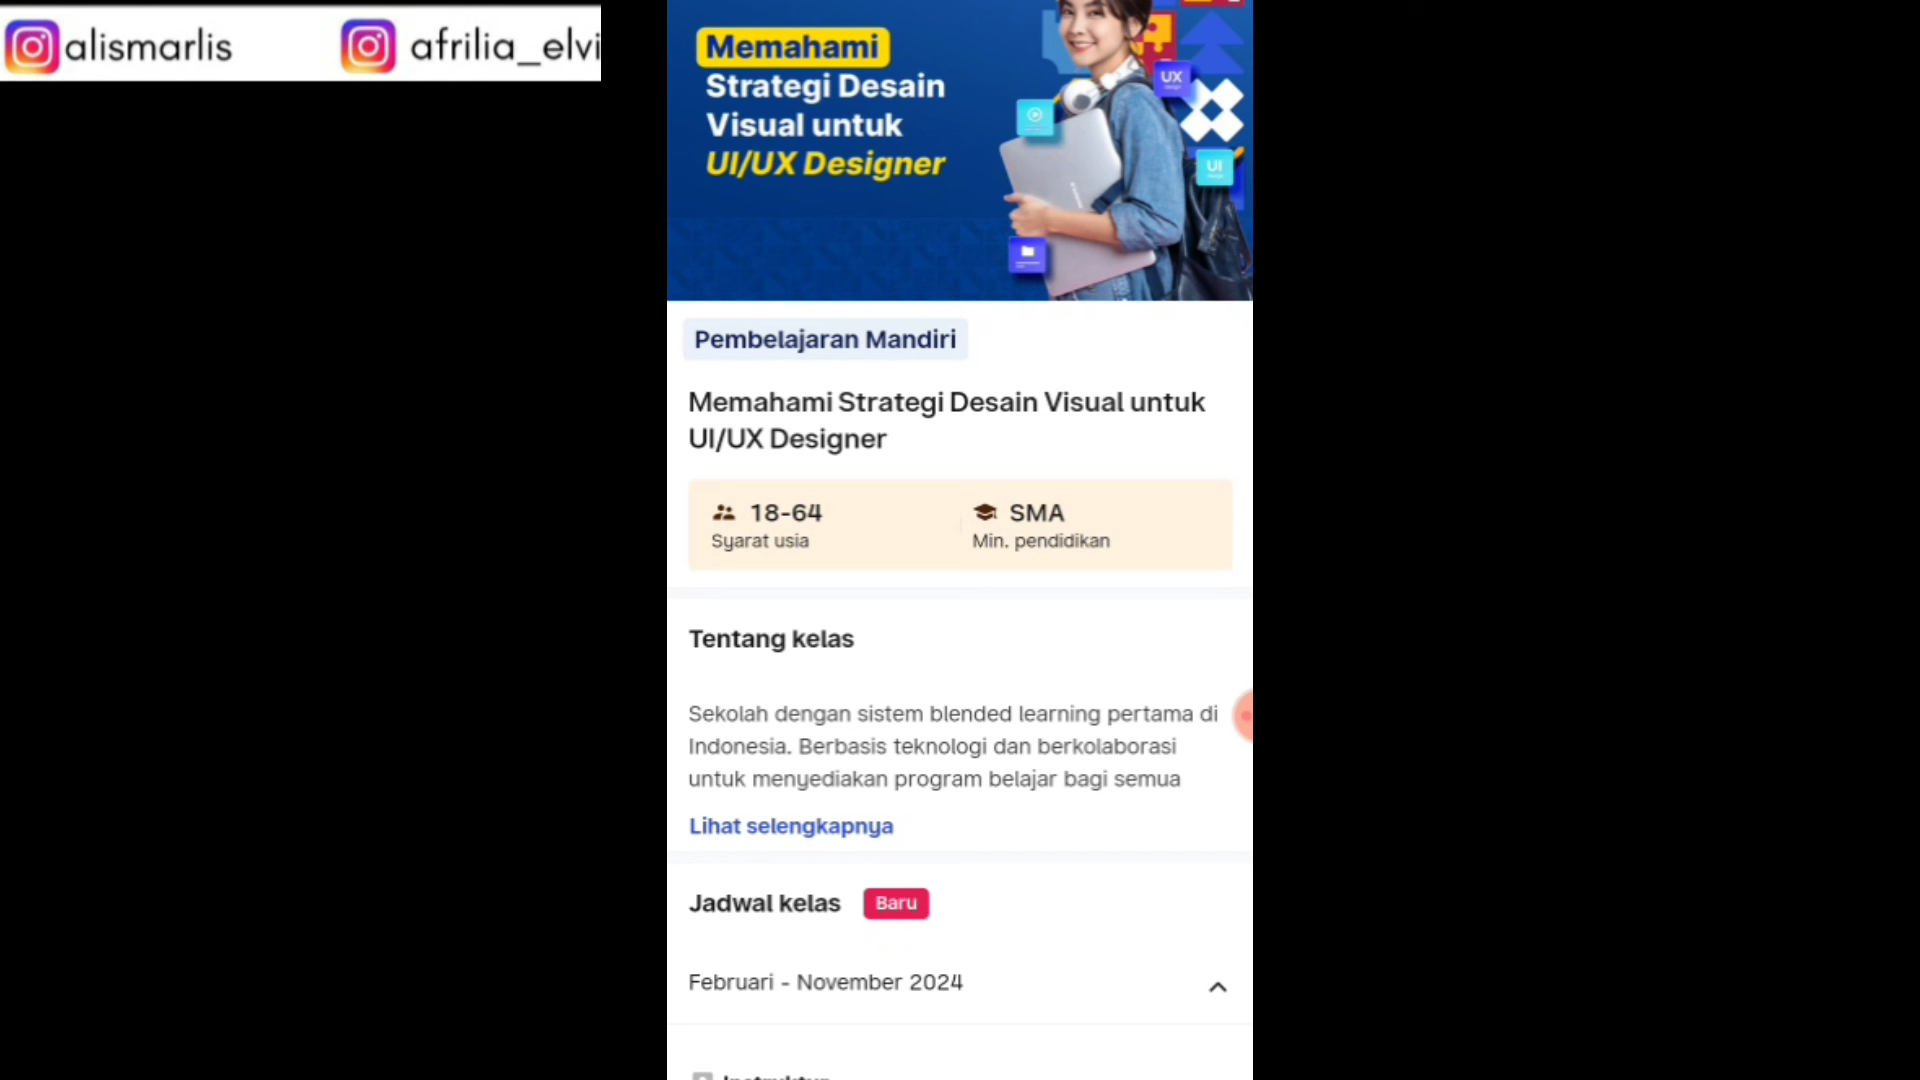 alismarlis
afrilia_elvi
Memahami
Strategi Desain
Visual untuk
UI/UX Designer
UX
UI
Pembelajaran Mandiri
Memahami Strategi Desain Visual untuk
UI/UX Designer
18-64
Syarat usia
SMA
Min. pendidikan
Tentang kelas
Sekolah dengan sistem blended learning pertama di
Indonesia. Berbasis teknologi dan berkolaborasi
untuk menyediakan program belajar bagi semua
Lihat selengkapnya
Jadwal kelas
Baru
Februari - November 2024
Instruktur